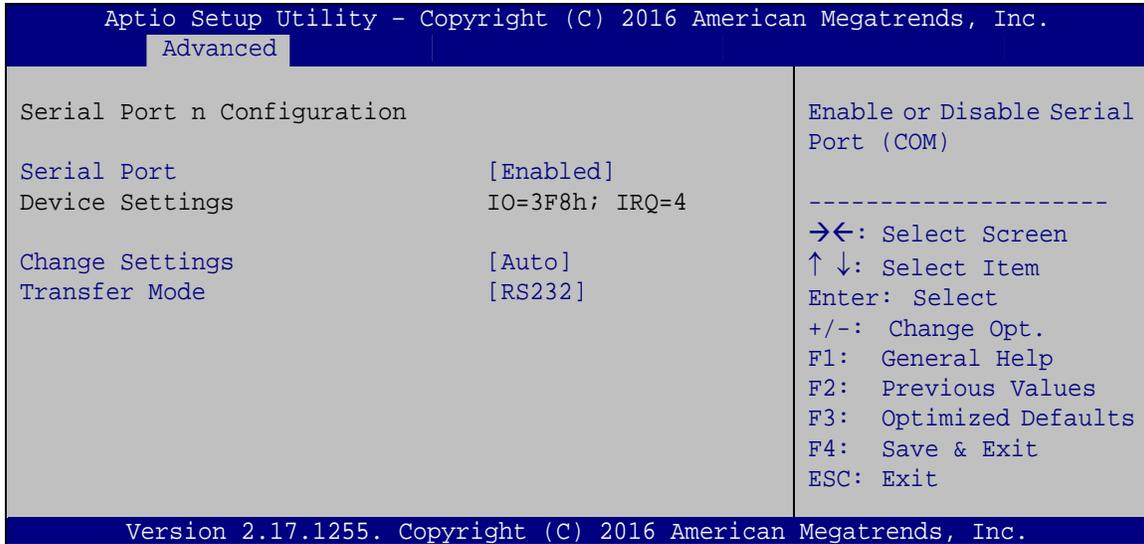 Aptio Setup Utility – Copyright (C) 2016 American Megatrends, Inc.
Advanced
Serial Port n Configuration
Serial Port [Enabled]
Device Settings IO=3F8h; IRQ=4
Change Settings [Auto]
Transfer Mode [RS232]
Enable or Disable Serial
Port (COM)
---------------------
→←: Select Screen
↑ ↓: Select Item
Enter: Select
+/-: Change Opt.
F1: General Help
F2: Previous Values
F3: Optimized Defaults
F4: Save & Exit
ESC: Exit
Version 2.17.1255. Copyright (C) 2016 American Megatrends, Inc.